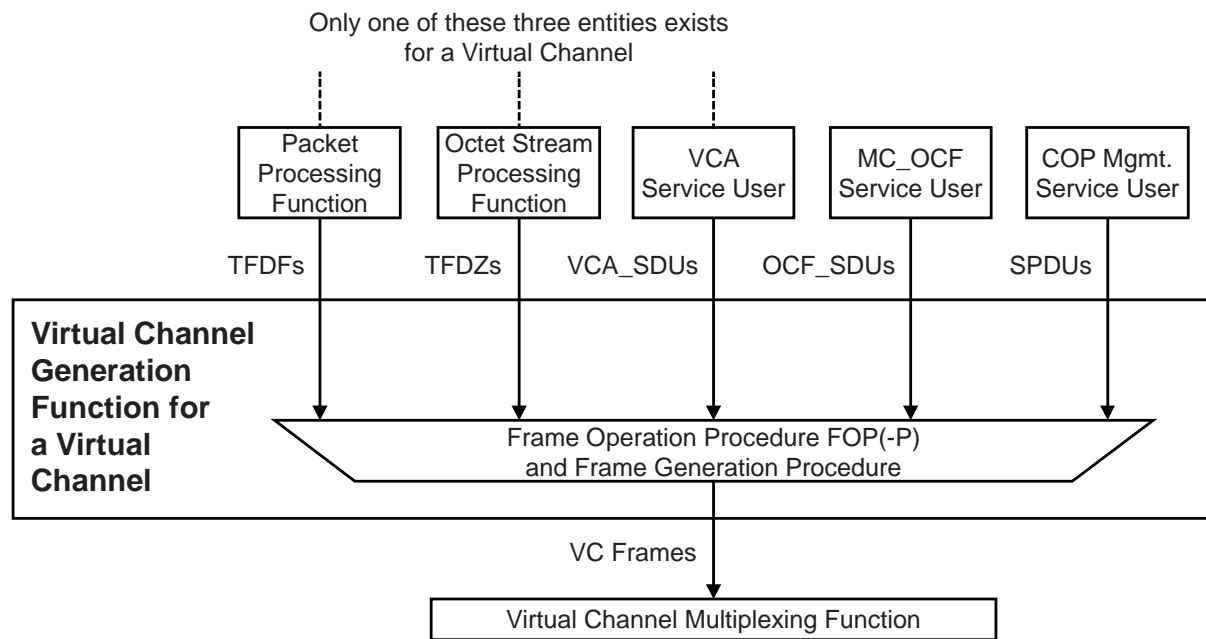 Only one of these three entities exists
for a Virtual Channel
Packet
Processing
Function
Octet Stream
Processing
Function
VCA
Service User
MC_OCF
Service User
COP Mgmt.
Service User
TFDFs
TFDZs
VCA_SDUs
OCF_SDUs
SPDUs
Virtual Channel
Generation
Function for
a Virtual
Channel
Frame Operation Procedure FOP(-P)
and Frame Generation Procedure
VC Frames
Virtual Channel Multiplexing Function